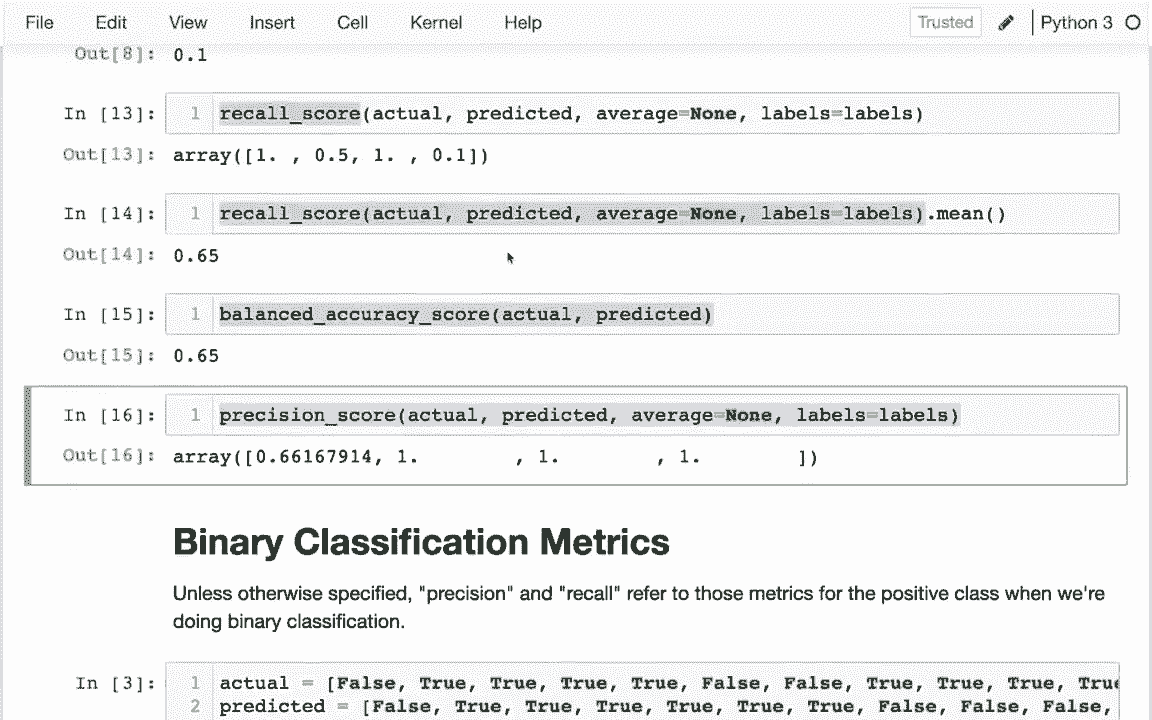 File Edit View Insert Cell Kernel Help Trusted Python 3
Out[8]: 0.1
In [13]: 1 recall_score(actual, predicted, average=None, labels=labels)
Out[13]: array([1. , 0.5, 1. , 0.1])
In [14]: 1 recall_score(actual, predicted, average=None, labels=labels).mean()
Out[14]: 0.65
In [15]: 1 balanced_accuracy_score(actual, predicted)
Out[15]: 0.65
In [16]: 1 precision_score(actual, predicted, average=None, labels=labels)
Out[16]: array([0.66167914, 1.        , 1.        , 1.        ])
Binary Classification Metrics
Unless otherwise specified, "precision" and "recall" refer to those metrics for the positive class when we're
doing binary classification.
In [3]: 1 actual = [False, True, True, True, True, False, False, True, True, True, Tru
2 predicted = [False, True, True, True, True, True, True, False, False, False,